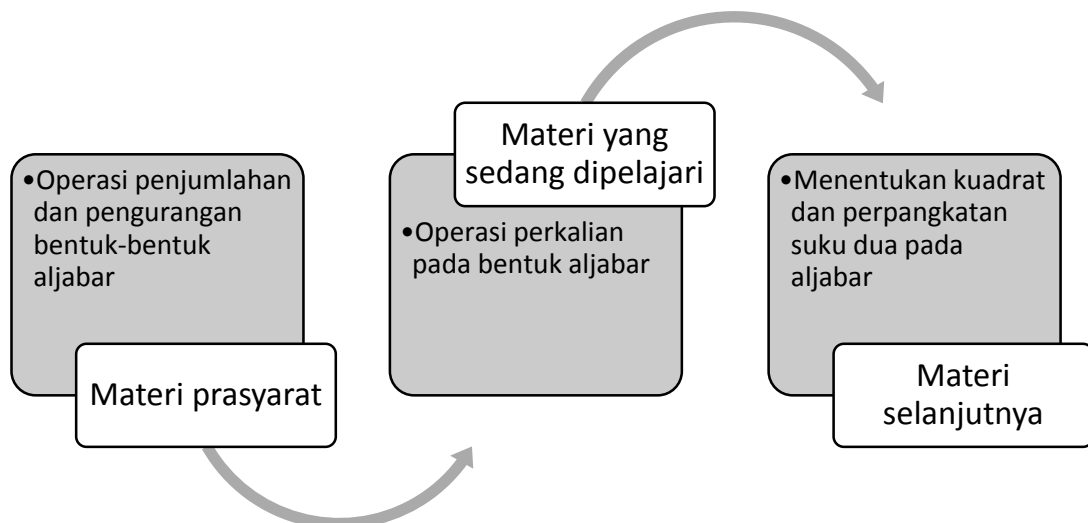 •Operasi penjumlahan
dan pengurangan
bentuk-bentuk
aljabar
Materi prasyarat
Materi yang
sedang dipelajari
•Operasi perkalian
pada bentuk aljabar
•Menentukan kuadrat
dan perpangkatan
suku dua pada
aljabar
Materi
selanjutnya